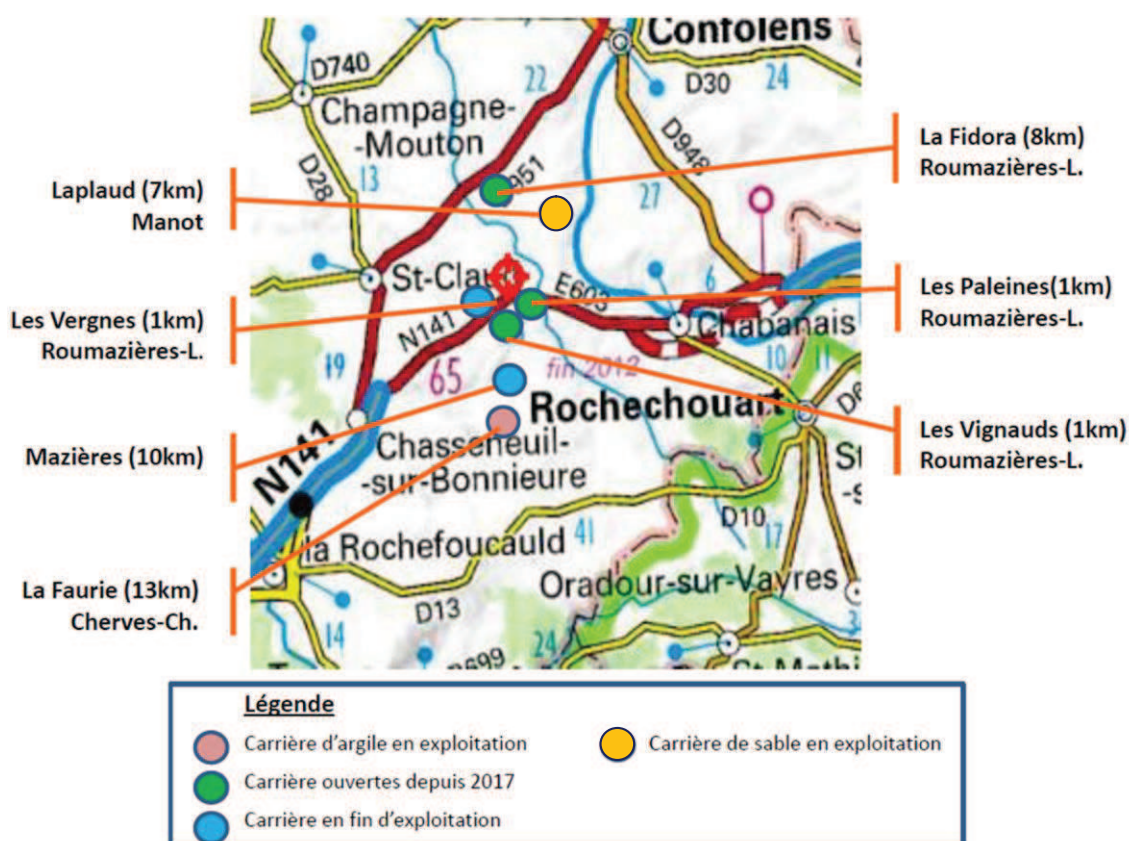 Confolens
D740
22
D30
24
Champagne-
-Mouton
La Fidora (8km)
Roumazières-L.
D948
951
Laplaud (7km)
Manot
D28
13
27
St-Clau
E603
6
Les Paleines(1km)
Roumazières-L.
Les Vergnes (1km)
Roumazières-L.
N141
Chabanais
19
65
fin 2012
10
11
Rochechouart
Les Vignauds (1km)
Roumazières-L.
Mazières (10km)
Chasseneuil-
-sur-Bonnieure
N141
St
D10
17
la Rochefoucauld
41
La Faurie (13km)
Cherves-Ch.
Oradour-sur-Vayres
D13
14
24
Légende
Carrière d'argile en exploitation
Carrière de sable en exploitation
Carrière ouvertes depuis 2017
Carrière en fin d'exploitation